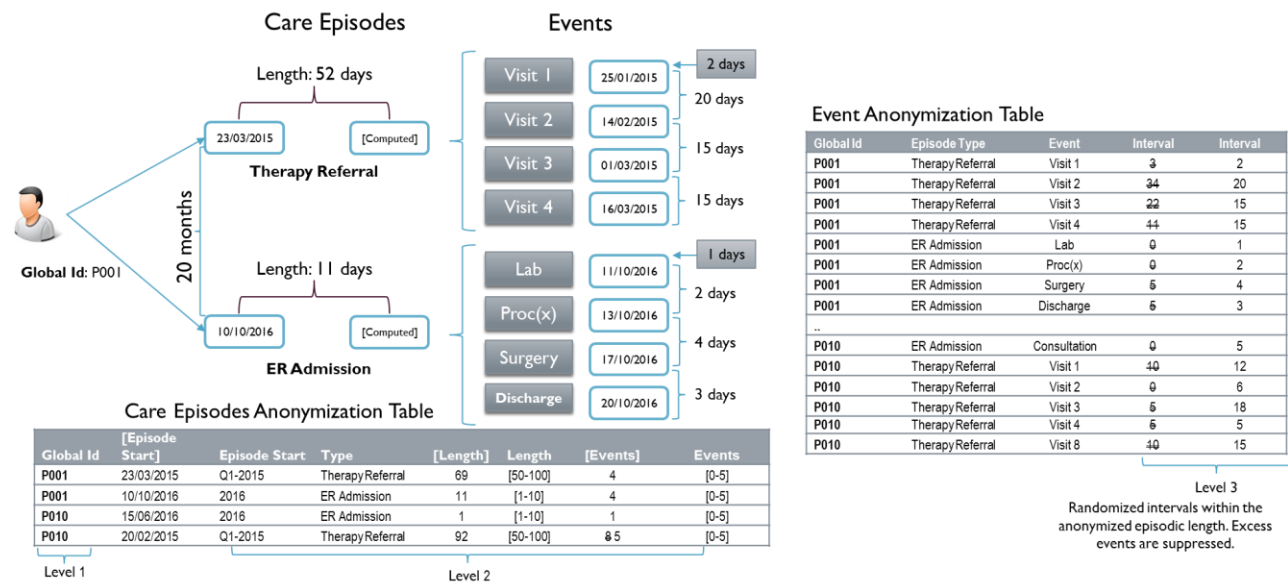 Care Episodes
Events
Length: 52 days
23/03/2015
[Computed]
Therapy Referral
20 months
Global Id: P001
Length: 11 days
10/10/2016
[Computed]
ER Admission
Visit 1
25/01/2015
2 days
20 days
Visit 2
14/02/2015
15 days
Visit 3
01/03/2015
15 days
Visit 4
16/03/2015
Lab
11/10/2016
1 days
2 days
Proc(x)
13/10/2016
4 days
Surgery
17/10/2016
3 days
Discharge
20/10/2016
Care Episodes Anonymization Table
Global Id [Episode Start] Episode Start Type [Length] Length [Events] Events
P001 23/03/2015 Q1-2015 Therapy Referral 69 [50-100] 4 [0-5]
P001 10/10/2016 2016 ER Admission 11 [1-10] 4 [0-5]
P010 15/06/2016 2016 ER Admission 1 [1-10] 1 [0-5]
P010 20/02/2015 Q1-2015 Therapy Referral 92 [50-100] 8 5 [0-5]
Level 1
Level 2
Event Anonymization Table
Global Id Episode Type Event Interval Interval
P001 Therapy Referral Visit 1 3 2
P001 Therapy Referral Visit 2 34 20
P001 Therapy Referral Visit 3 22 15
P001 Therapy Referral Visit 4 11 15
P001 ER Admission Lab 0 1
P001 ER Admission Proc(x) 0 2
P001 ER Admission Surgery 5 4
P001 ER Admission Discharge 5 3
..
P010 ER Admission Consultation 0 5
P010 Therapy Referral Visit 1 10 12
P010 Therapy Referral Visit 2 0 6
P010 Therapy Referral Visit 3 5 18
P010 Therapy Referral Visit 4 5 5
P010 Therapy Referral Visit 8 10 15
Level 3
Randomized intervals within the
anonymized episodic length. Excess
events are suppressed.